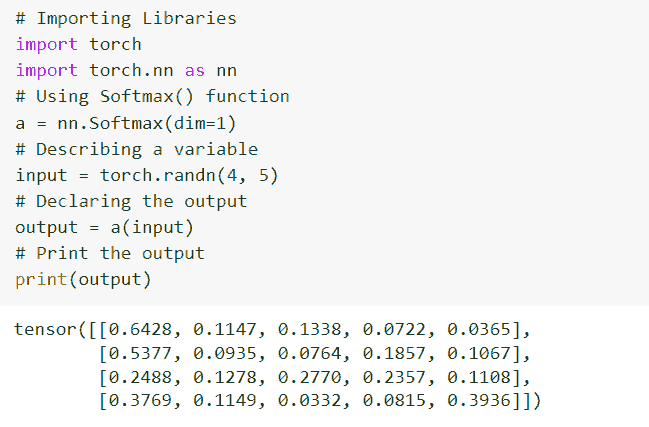 # Importing Libraries
import torch
import torch.nn as nn
# Using Softmax() function
a = nn.Softmax(dim=1)
# Describing a variable
input = torch.randn(4, 5)
# Declaring the output
output = a(input)
# Print the output
print(output)
tensor([[0.6428, 0.1147, 0.1338, 0.0722, 0.0365],
[0.5377, 0.0935, 0.0764, 0.1857, 0.1067],
[0.2488, 0.1278, 0.2770, 0.2357, 0.1108],
[0.3769, 0.1149, 0.0332, 0.0815, 0.3936]])